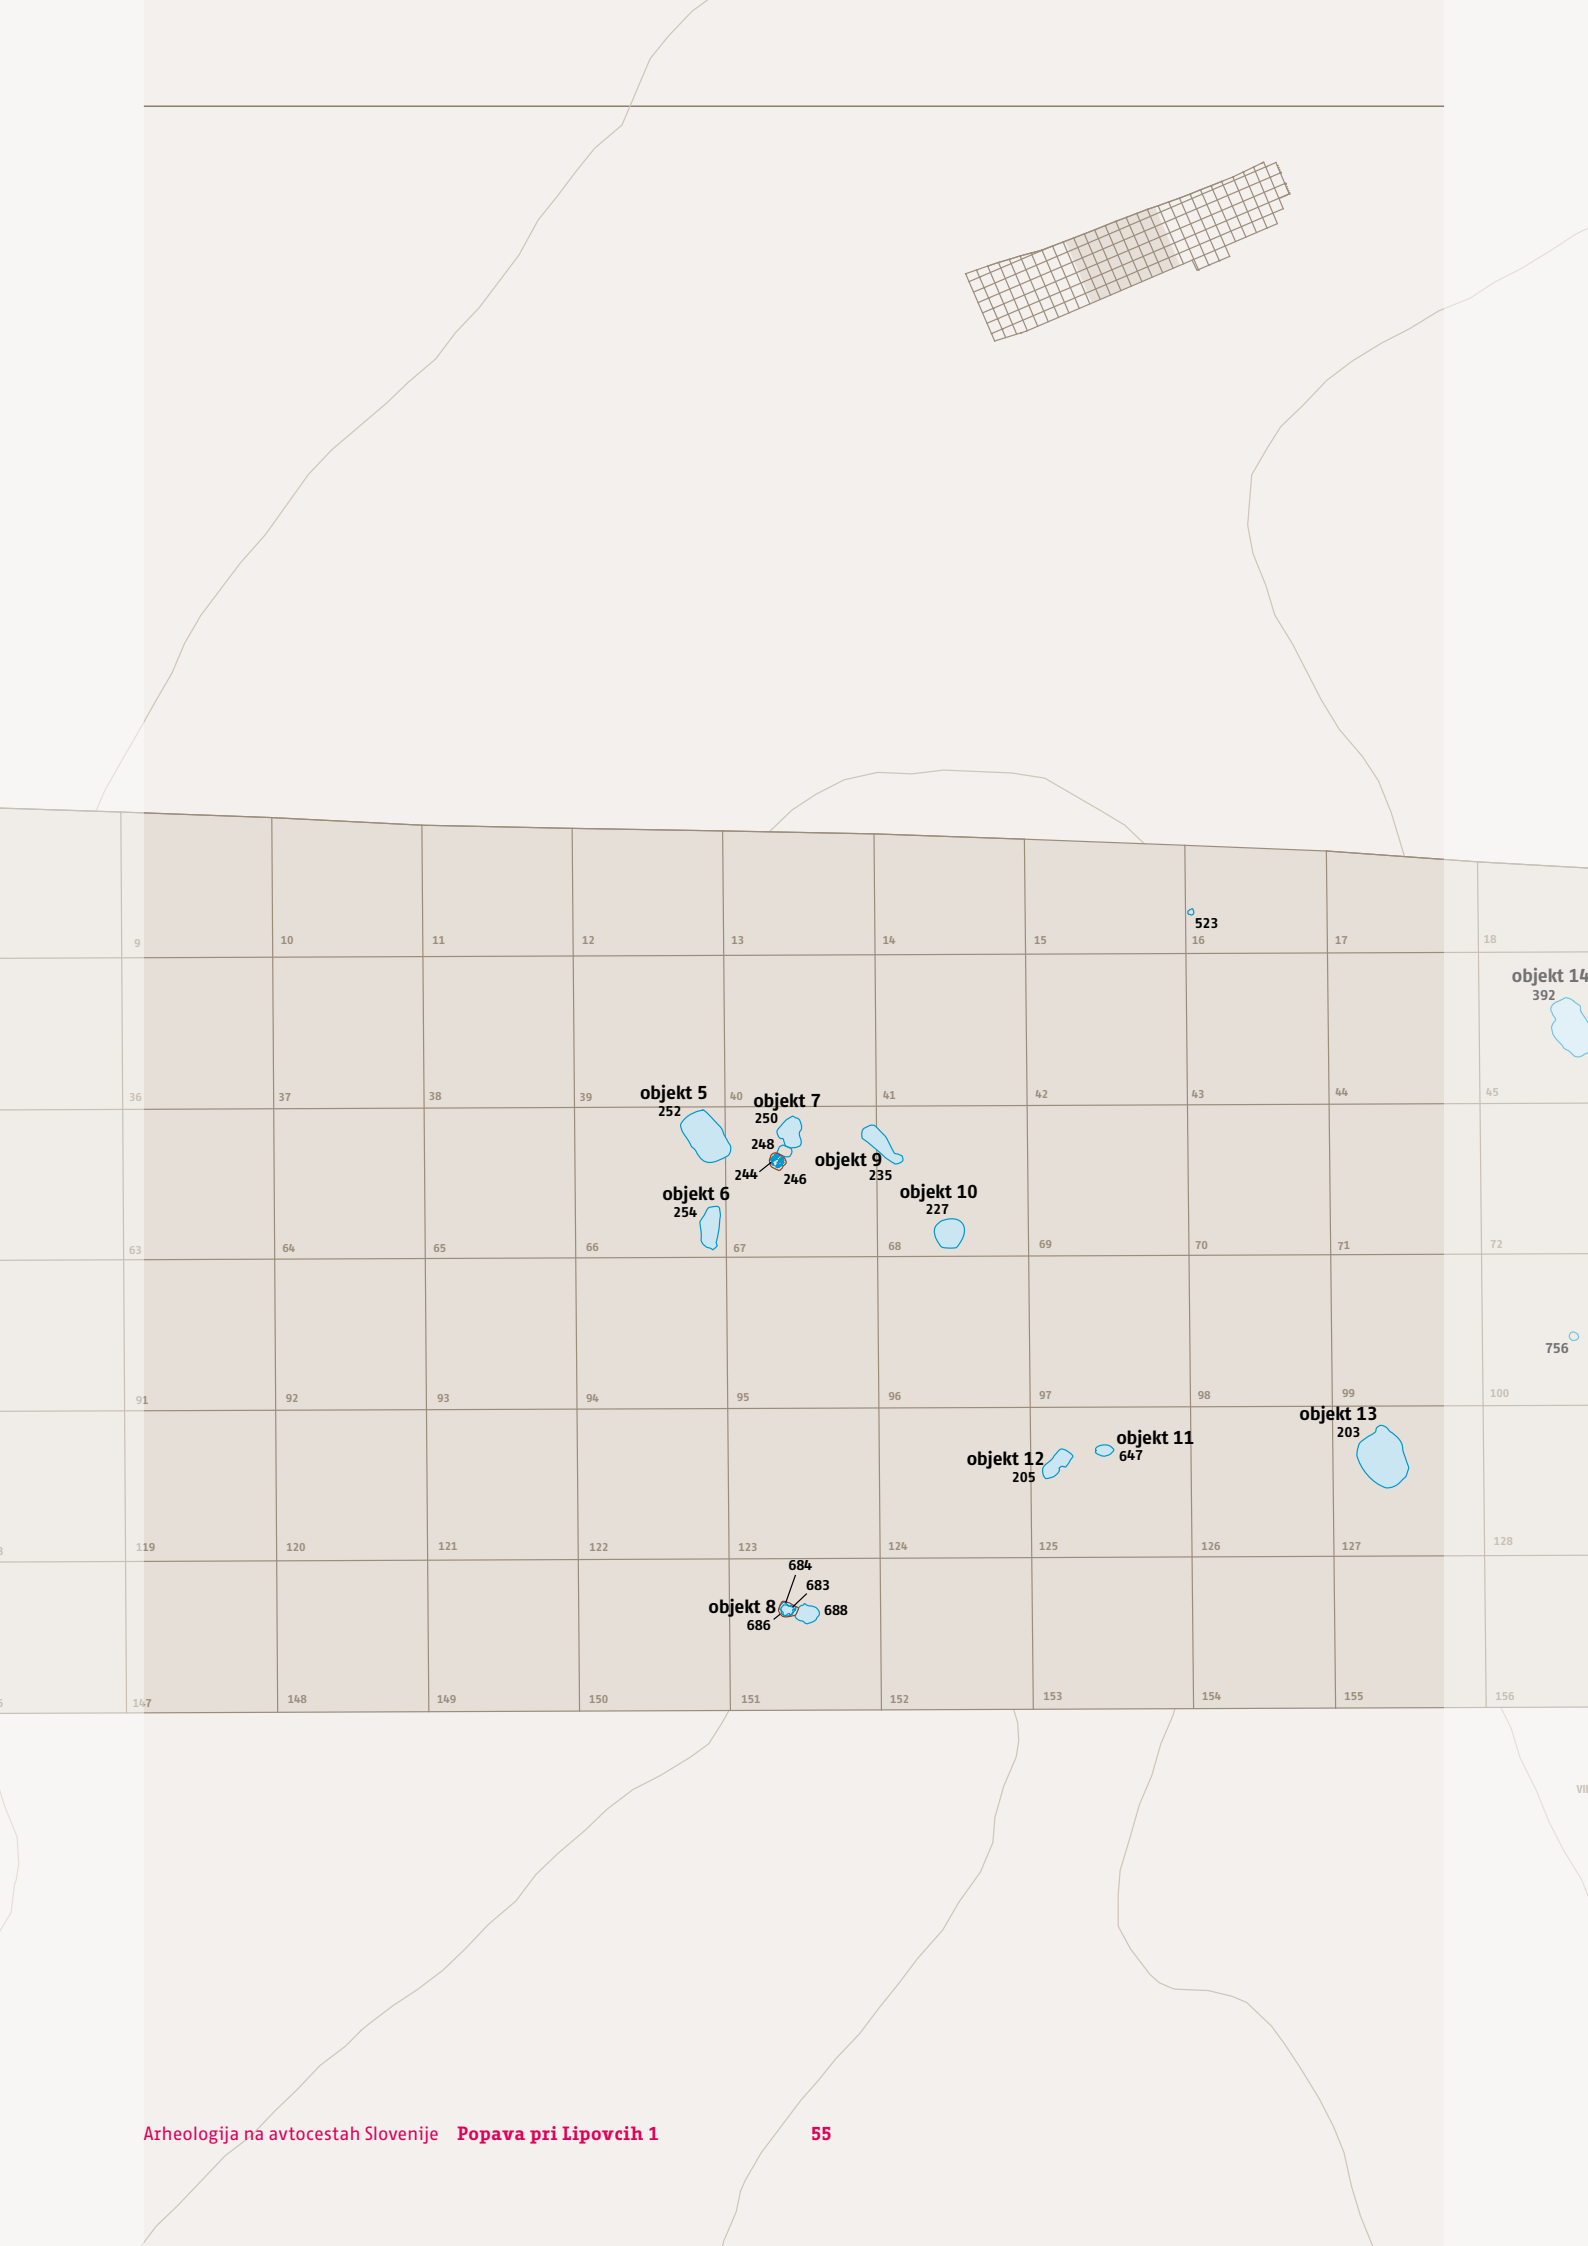 523
9 10 11 12 13 14 15 16 17 18
objekt 14
392
36 37 38 39 40 41 42 43 44 45
objekt 5
252
objekt 7
250
248
244
246
objekt 9
235
objekt 6
254
objekt 10
227
63 64 65 66 67 68 69 70 71 72
756
91 92 93 94 95 96 97 98 99 100
objekt 13
203
objekt 11
647
objekt 12
205
119 120 121 122 123 124 125 126 127 128
684
683
objekt 8
688
686
147 148 149 150 151 152 153 154 155 156
Arheologija na avtocestah Slovenije Popava pri Lipovcih 1 55